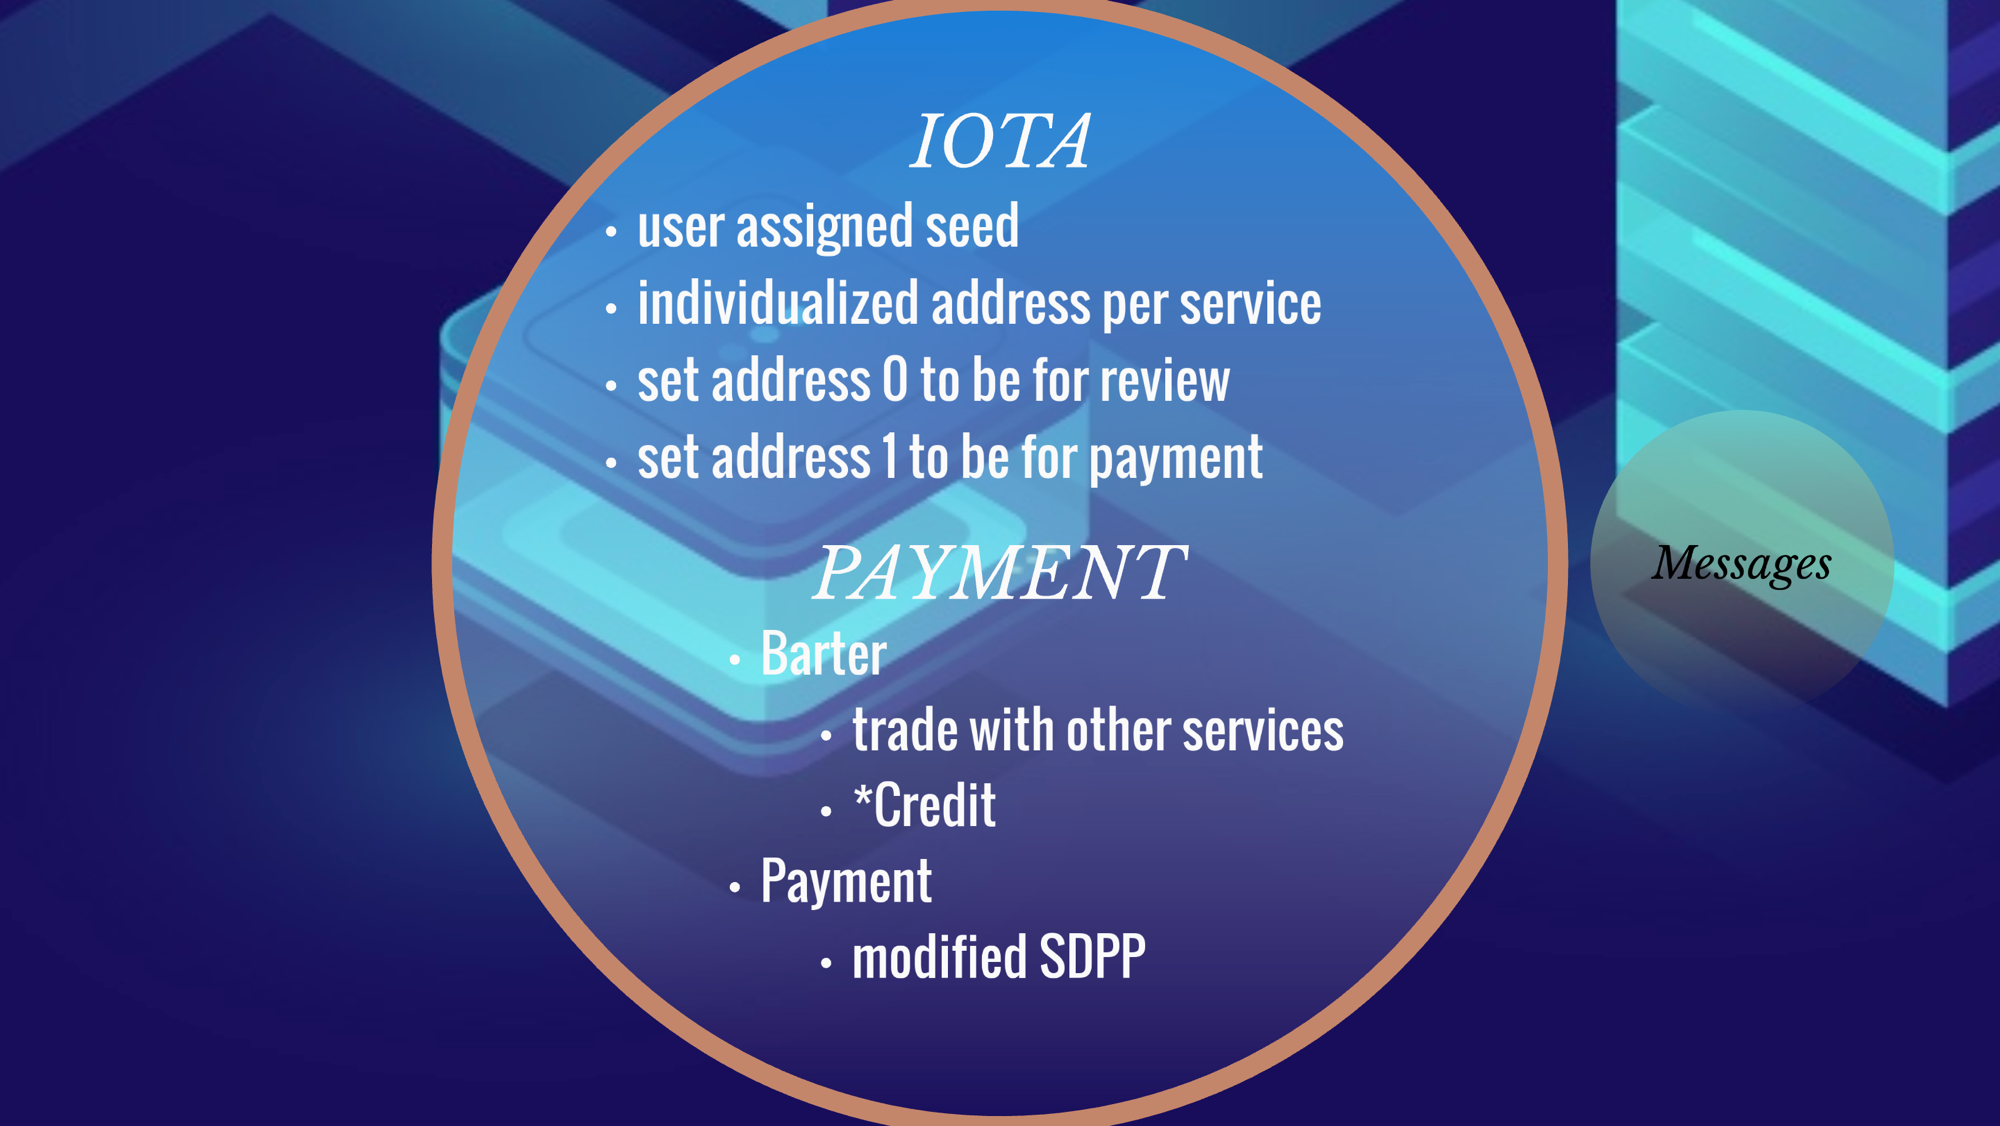 IOTA
• user assigned seed
• individualized address per service
• set address 0 to be for review
• set address 1 to be for payment
PAYMENT
• Barter
• trade with other services
• *Credit
• Payment
• modified SDPP
Messages